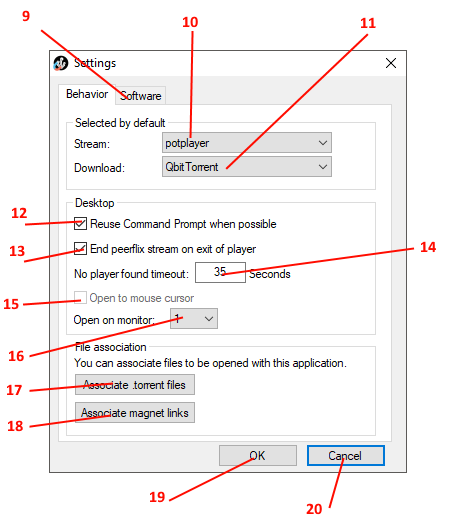 9
10
11
Settings
Behavior
Software
Selected by default
Stream:
potplayer
Download:
QbitTorrent
Desktop
12
Reuse Command Prompt when possible
13
End peerflix stream on exit of player
14
No player found timeout:
35
Seconds
15
Open to mouse cursor
Open on monitor:
1
16
File association
You can associate files to be opened with this application.
17
Associate .torrent files
18
Associate magnet links
OK
Cancel
19
20